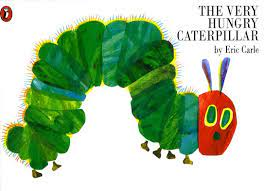 THE VERY
HUNGRY
CATERPILLAR
by Eric Carle